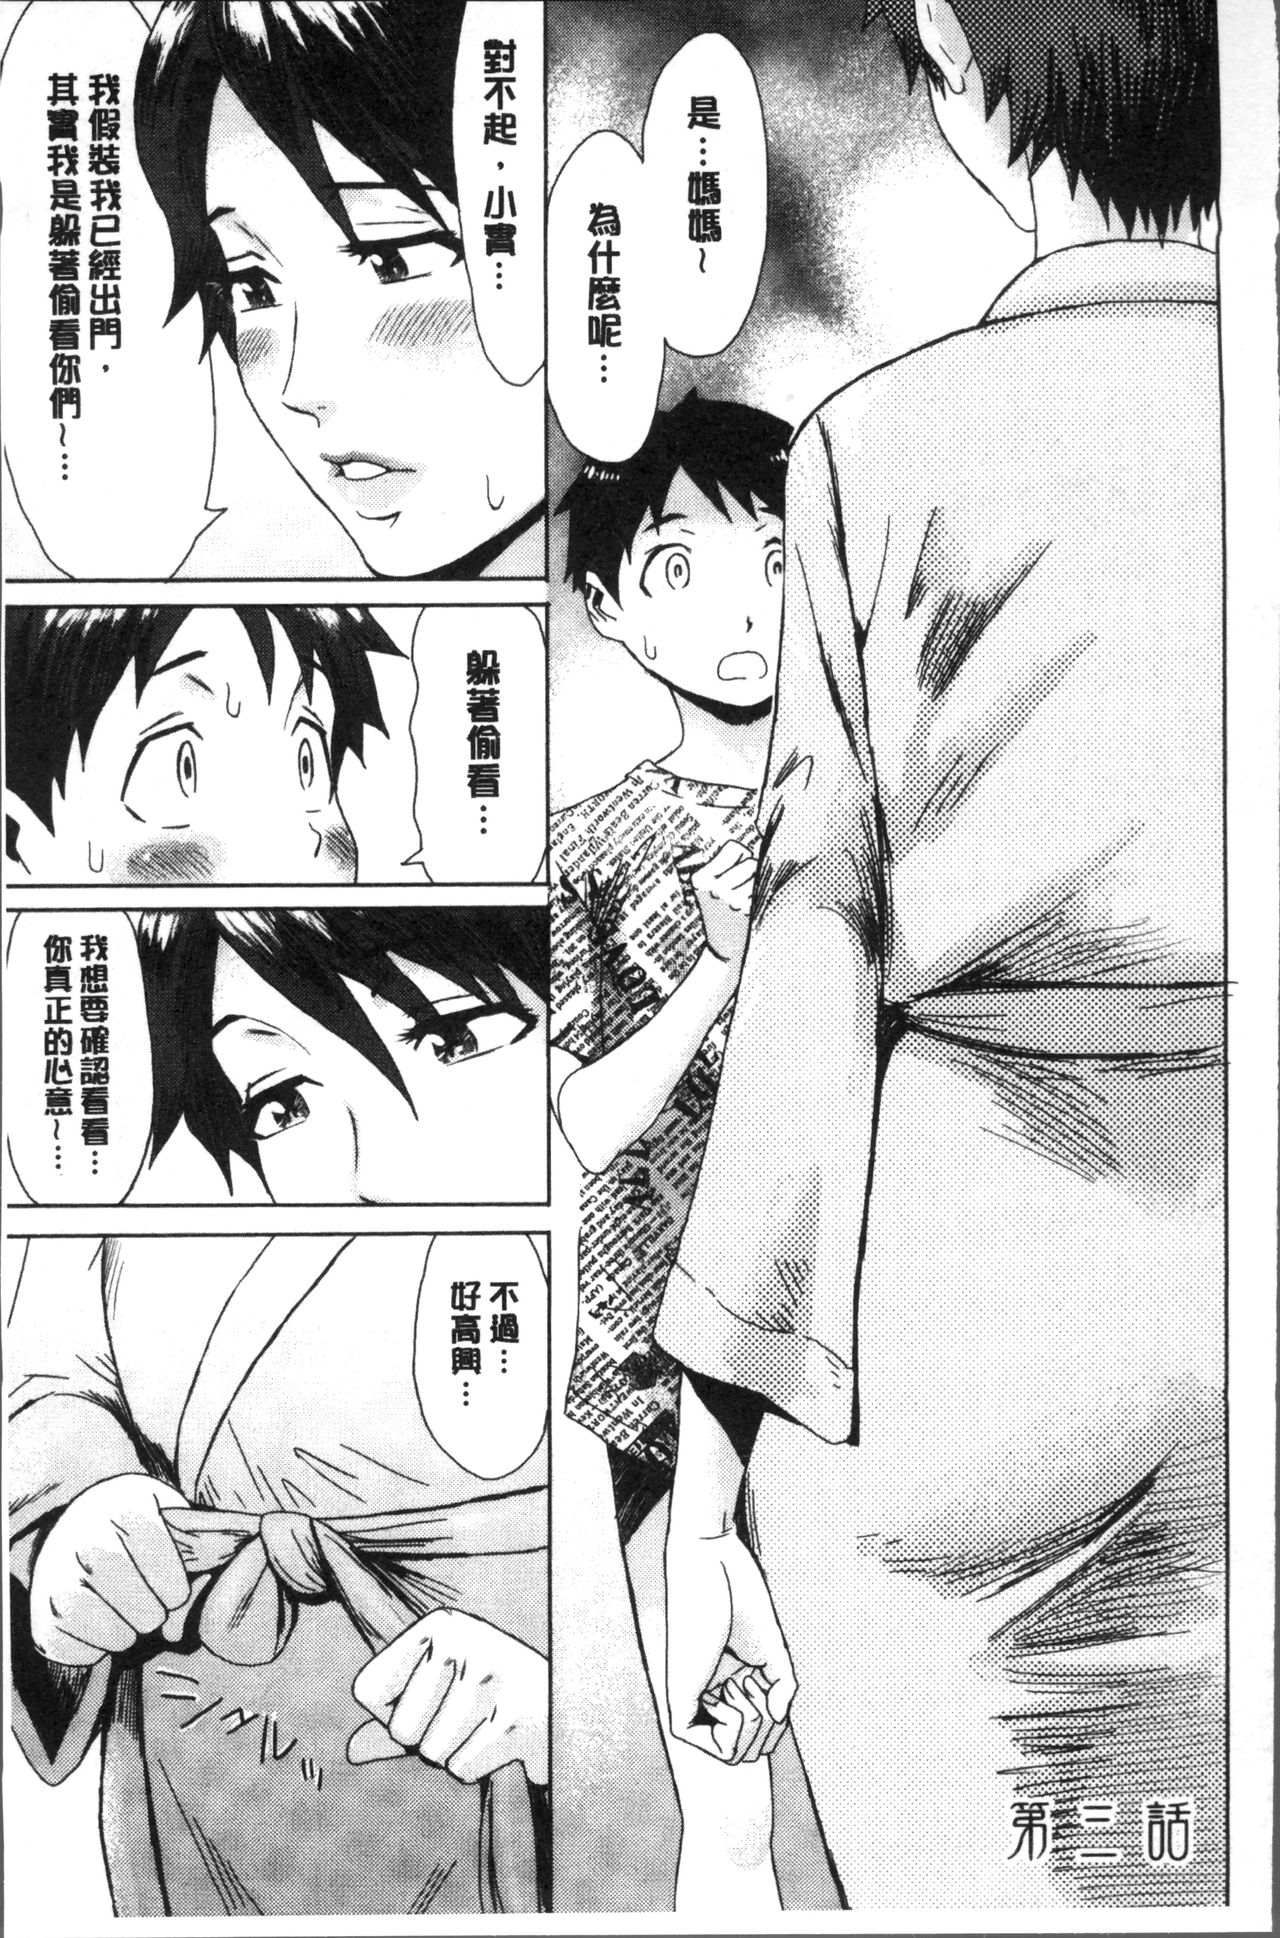 是…媽媽～
為什麼呢…
第三話
對不起，小實…
我假裝我已經出門，
其實我是躲著偷看你們～…
躲著偷看…
我想要確認看看…
你真正的心意～…
不過…
好高興…
シュルッ